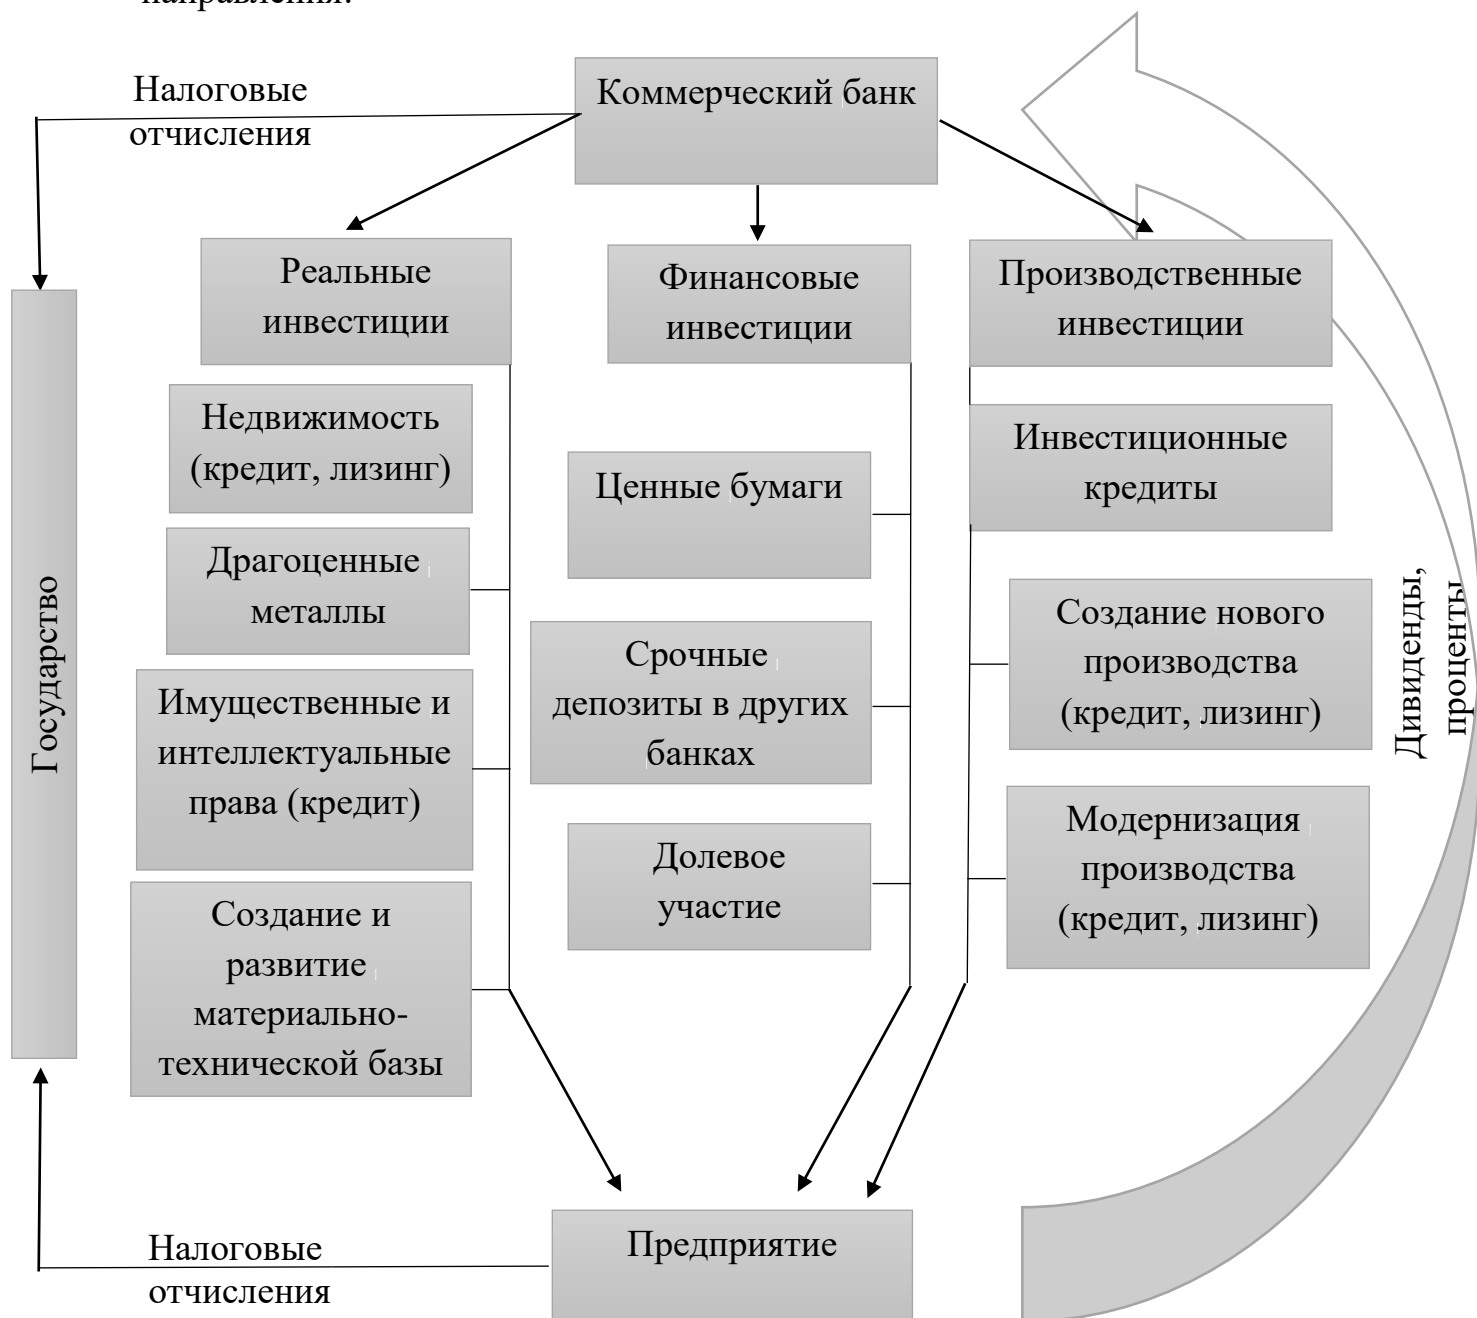 направления:
Налоговые
отчисления
Коммерческий банк
Реальные
инвестиции
Финансовые
инвестиции
Производственные
инвестиции
Недвижимость
(кредит, лизинг)
Драгоценные
металлы
Имущественные и
интеллектуальные
права (кредит)
Создание и
развитие
материально-
технической базы
Ценные бумаги
Срочные
депозиты в других
банках
Долевое
участие
Инвестиционные
кредиты
Создание нового
производства
(кредит, лизинг)
Модернизация
производства
(кредит, лизинг)
Дивиденды,
проценты
Государство
Налоговые
отчисления
Предприятие